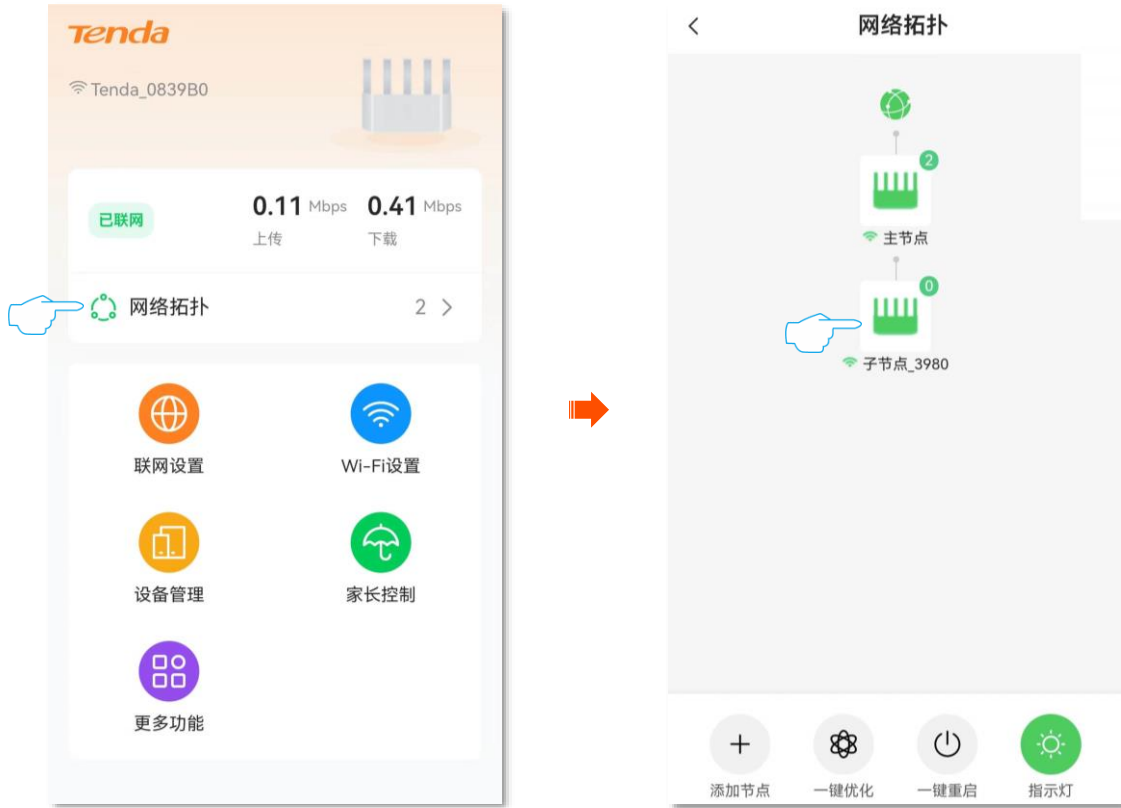 Tenda
Tenda_0839B0
已联网
0.11 Mbps 0.41 Mbps
上传 下载
网络拓扑 2
联网设置 Wi-Fi设置
设备管理 家长控制
更多功能
网络拓扑
2
主节点
0
子节点_3980
添加节点 一键优化 一键重启 指示灯